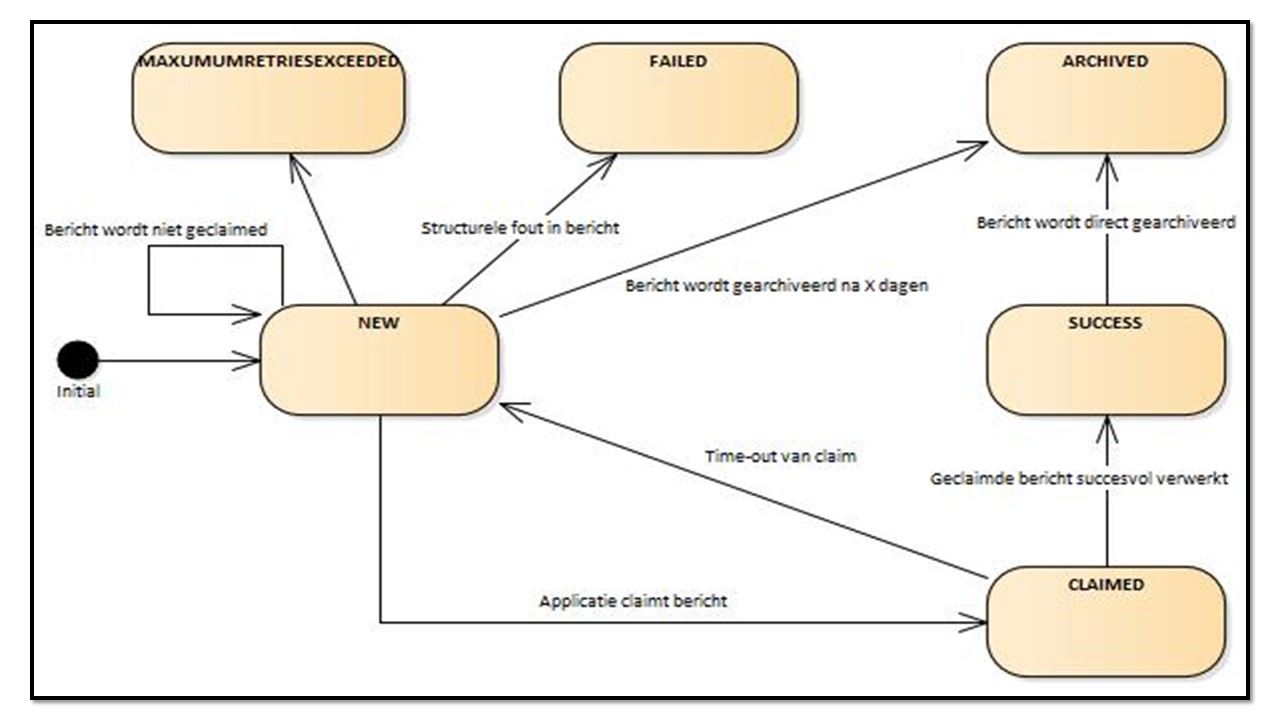 MAXUMUMRETRIESEXCEEDED
FAILED
ARCHIVED
Bericht wordt niet geclaimed
Structurele fout in bericht
Bericht wordt direct gearchiveerd
Bericht wordt gearchiveerd na X dagen
NEW
SUCCESS
Initial
Time-out van claim
Geclaimde bericht succesvol verwerkt
CLAIMED
Applicatie claimt bericht